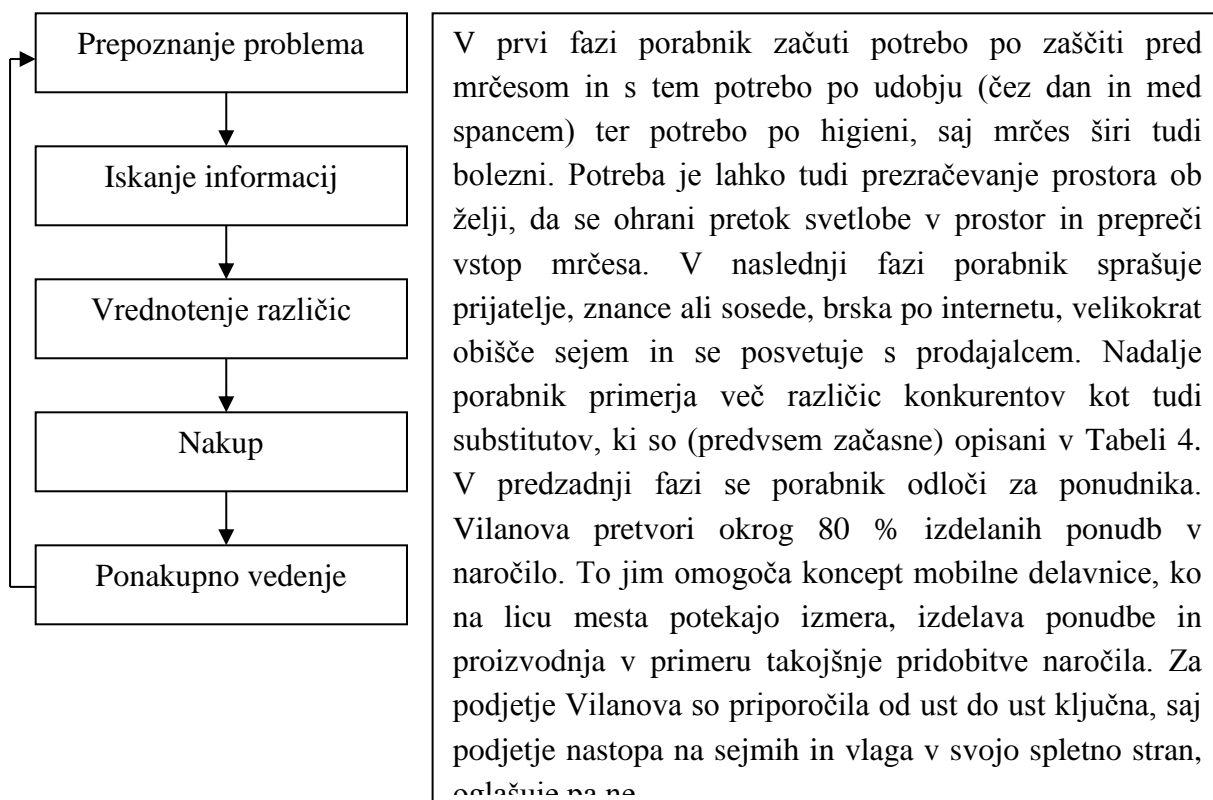 Prepoznanje problema
Iskanje informacij
Vrednotenje različic
Nakup
Ponakupno vedenje
V prvi fazi porabnik začuti potrebo po zaščiti pred
mrčesom in s tem potrebo po udobju (čez dan in med
spancem) ter potrebo po higieni, saj mrčes širi tudi
bolezni. Potreba je lahko tudi prezračevanje prostora ob
želji, da se ohrani pretok svetlobe v prostor in prepreči
vstop mrčesa. V naslednji fazi porabnik sprašuje
prijatelje, znance ali sosede, brska po internetu, velikokrat
obišče sejem in se posvetuje s prodajalcem. Nadalje
porabnik primerja več različic konkurentov kot tudi
substitutov, ki so (predvsem začasne) opisani v Tabeli 4.
V predzadnji fazi se porabnik odloči za ponudnika.
Vilanova pretvori okrog 80 % izdelanih ponudb v
naročilo. To jim omogoča koncept mobilne delavnice, ko
na licu mesta potekajo izmera, izdelava ponudbe in
proizvodnja v primeru takojšnje pridobitve naročila. Za
podjetje Vilanova so priporočila od ust do ust ključna, saj
podjetje nastopa na sejmih in vlaga v svojo spletno stran,
oglašuje pa ne